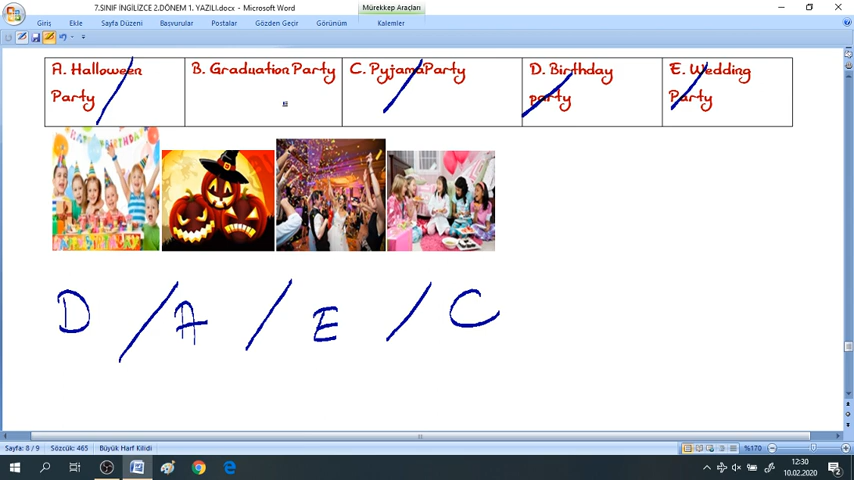 7.SINIF İNGİLİZCE 2.DÖNEM 1. YAZILI.docx - Microsoft Word
Mürekkep Araçları
Giriş Ekle Sayfa Düzeni Başvurular Postalar Gözden Geçir Görünüm Kalemler
A. Halloween Party
B. Graduation Party
C. Pyjama Party
D. Birthday party
E. Wedding Party
D / A / E / C
Sayfa: 8 / 9 Sözcük: 465 Büyük Harf Kilidi %170
12:30
10.02.2020
2